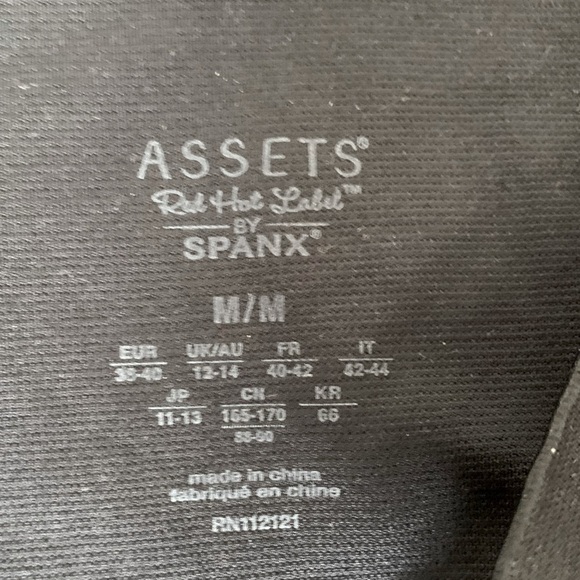 ASSETS®
Red Hot Label™
BY
SPANX®
M/M
EUR UK/AU FR IT
38-40 12-14 40-42 42-44
JP CN KR
11-13 165-170 66
88-90
made in china
fabriqué en chine
RN112121